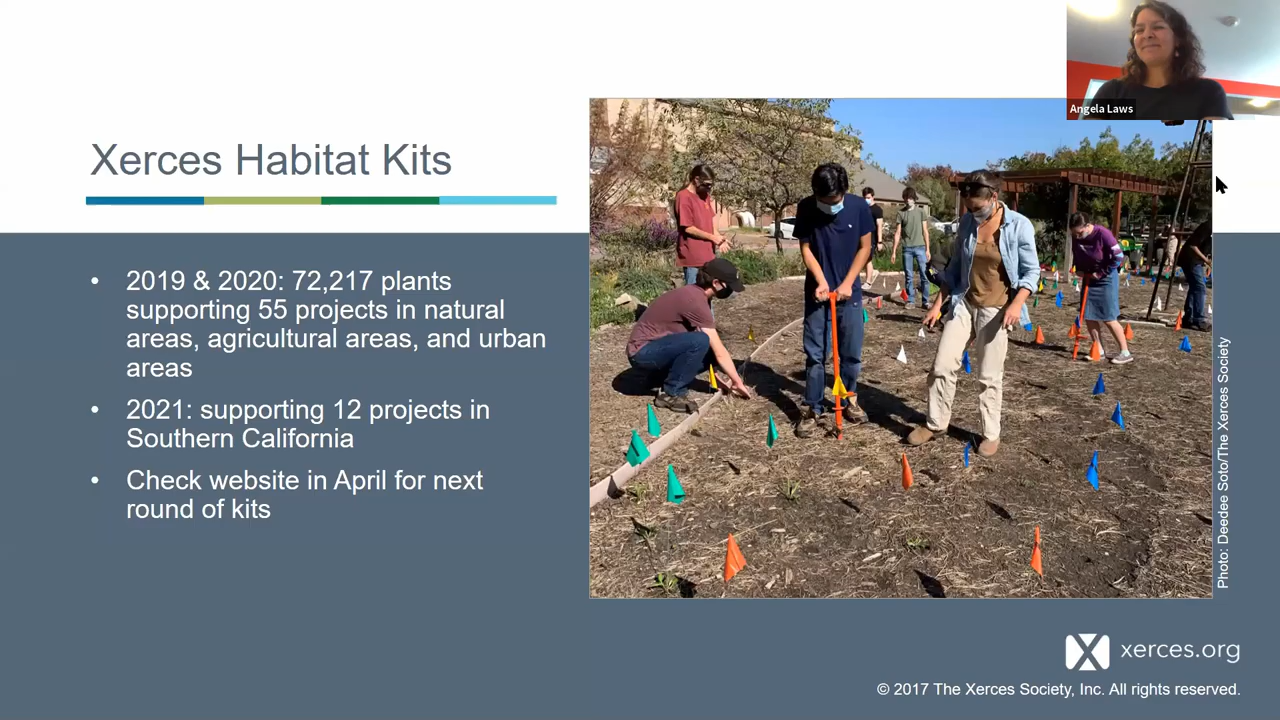 Angela Laws
Xerces Habitat Kits
• 2019 & 2020: 72,217 plants
supporting 55 projects in natural
areas, agricultural areas, and urban
areas
• 2021: supporting 12 projects in
Southern California
• Check website in April for next
round of kits
Photo: Deedee Soto/The Xerces Society
xerces.org
© 2017 The Xerces Society, Inc. All rights reserved.